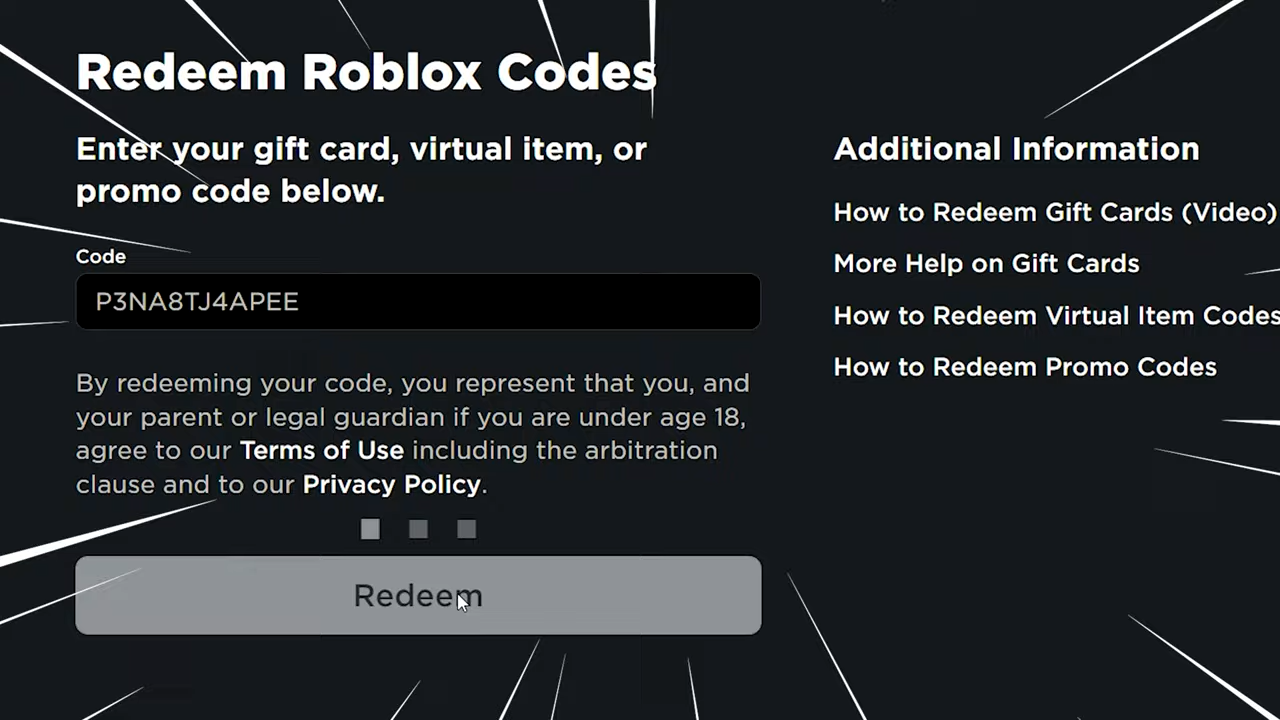 Redeem Roblox Codes
Enter your gift card, virtual item, or
promo code below.
Code
P3NA8TJ4APEE
By redeeming your code, you represent that you, and
your parent or legal guardian if you are under age 18,
agree to our Terms of Use including the arbitration
clause and to our Privacy Policy.
Redeem
Additional Information
How to Redeem Gift Cards (Video)
More Help on Gift Cards
How to Redeem Virtual Item Codes
How to Redeem Promo Codes